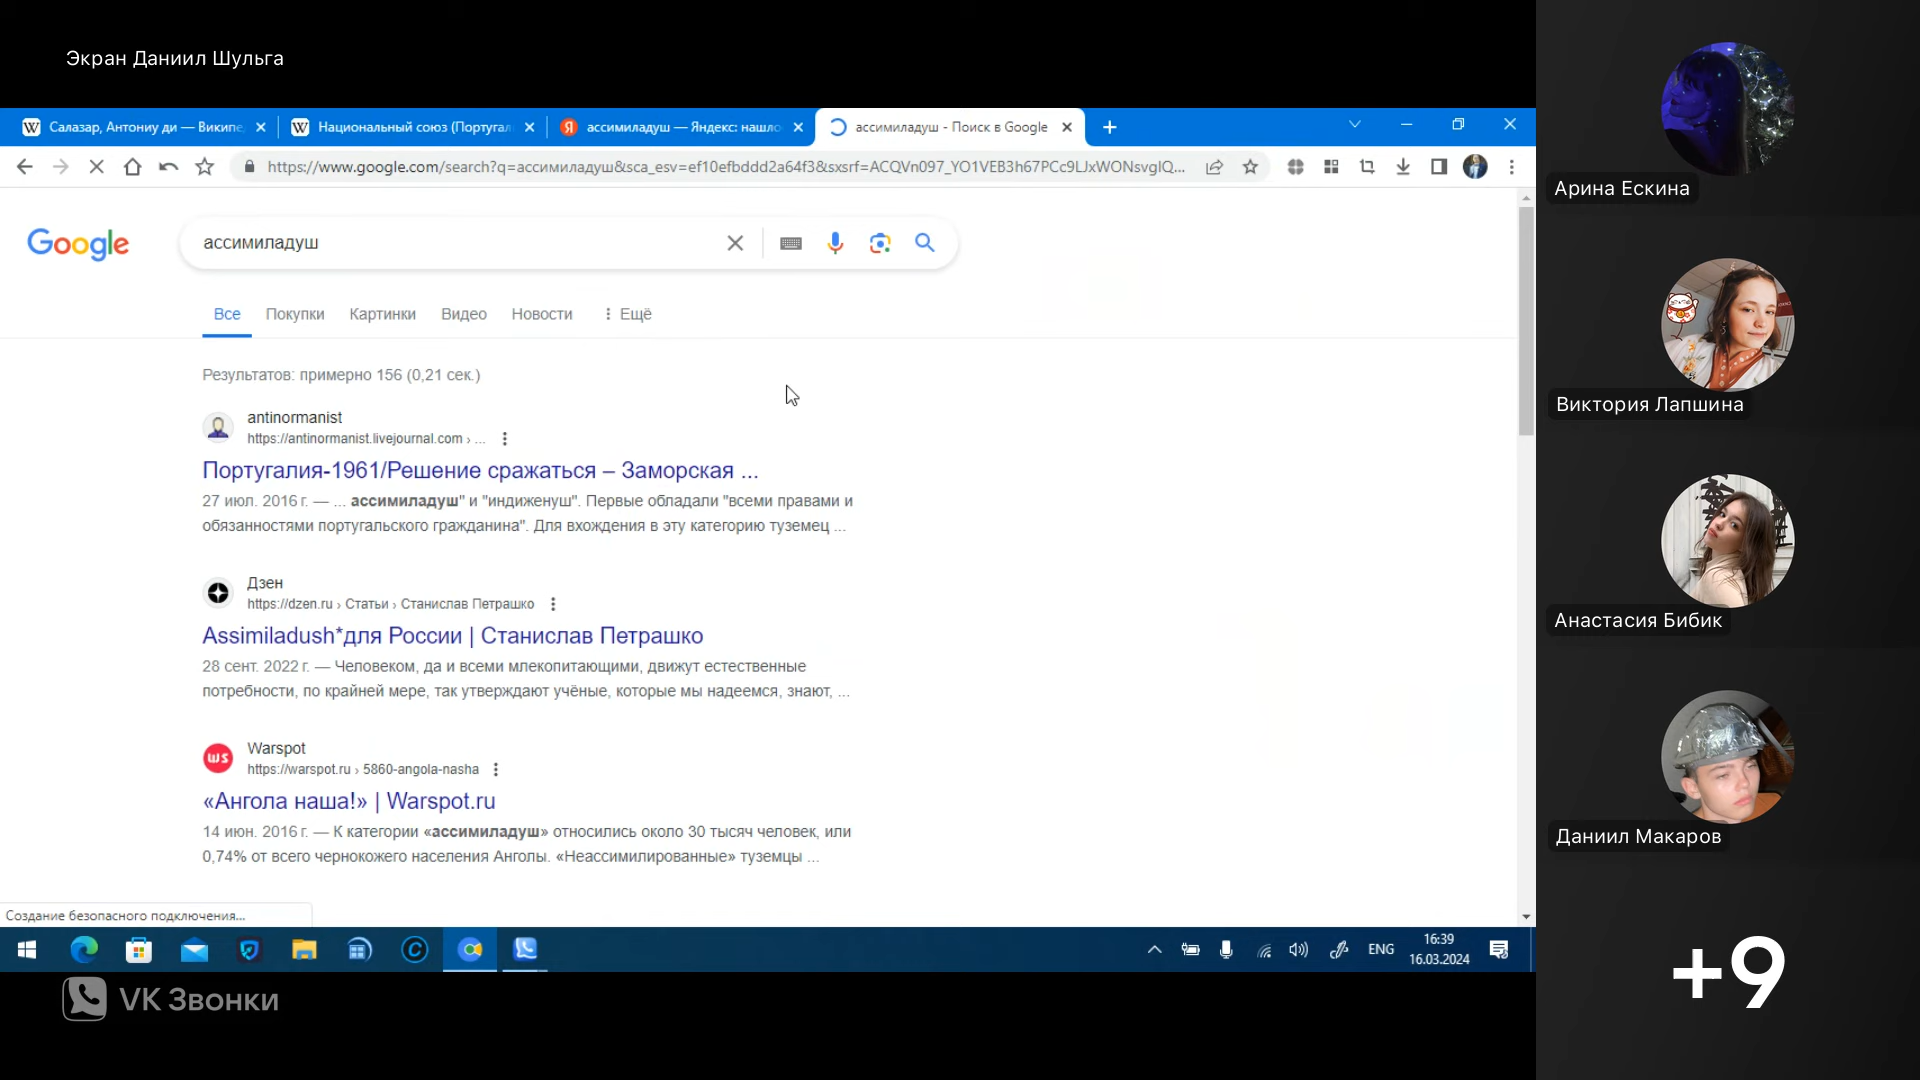 Экран Даниил Шульга
Салазар, Антониу ди — Википе
Национальный союз (Португал
ассимиладуш — Яндекс: нашло
ассимиладуш - Поиск в Google
https://www.google.com/search?q=ассимиладуш&sca_esv=ef10efbddd2a64f3&sxsrf=ACQVn097_YO1VEB3h67PCc9LJxWONsvgIQ...
Google
ассимиладуш
Все
Покупки
Картинки
Видео
Новости
Ещё
Результатов: примерно 156 (0,21 сек.)
antinormanist
https://antinormanist.livejournal.com › ...
Португалия-1961/Решение сражаться – Заморская ...
27 июл. 2016 г. — ... ассимиладуш" и "индиженуш". Первые обладали "всеми правами и
обязанностями португальского гражданина". Для вхождения в эту категорию туземец ...
Дзен
https://dzen.ru › Статьи › Станислав Петрашко
Assimiladush*для России | Станислав Петрашко
28 сент. 2022 г. — Человеком, да и всеми млекопитающими, движут естественные
потребности, по крайней мере, так утверждают учёные, которые мы надеемся, знают, ...
ws
Warspot
https://warspot.ru › 5860-angola-nasha
«Ангола наша!» | Warspot.ru
14 июн. 2016 г. — К категории «ассимиладуш» относились около 30 тысяч человек, или
0,74% от всего чернокожего населения Анголы. «Неассимилированные» туземцы ...
Создание безопасного подключения...
ENG
16:39
16.03.2024
VK Звонки
Арина Ескина
Виктория Лапшина
Анастасия Бибик
Даниил Макаров
+9